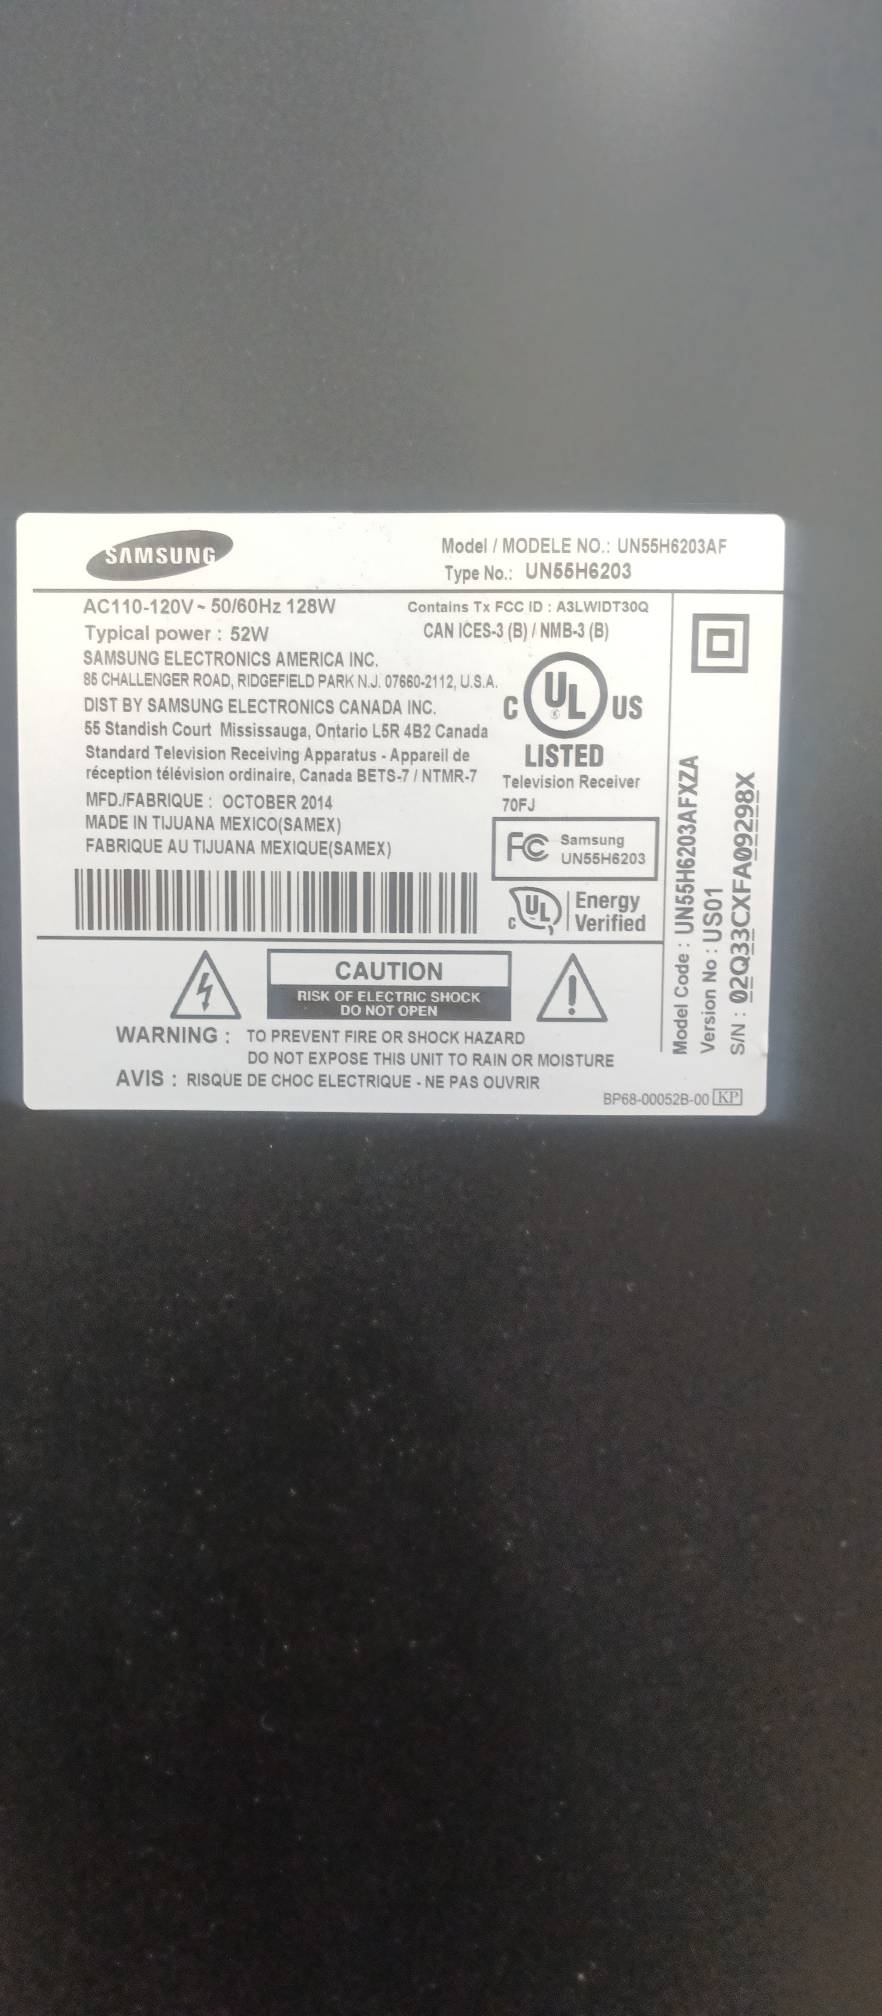 SAMSUNG
Model / MODELE NO.: UN55H6203AF
Type No.: UN55H6203
AC110-120V~ 50/60Hz 128W
Typical power : 52W
SAMSUNG ELECTRONICS AMERICA INC.
85 CHALLENGER ROAD, RIDGEFIELD PARK N.J. 07660-2112, U.S.A.
DIST BY SAMSUNG ELECTRONICS CANADA INC.
55 Standish Court Mississauga, Ontario L5R 4B2 Canada
Standard Television Receiving Apparatus - Appareil de
réception télévision ordinaire, Canada BETS-7 / NTMR-7
MFD./FABRIQUE : OCTOBER 2014
MADE IN TIJUANA MEXICO(SAMEX)
FABRIQUE AU TIJUANA MEXIQUE(SAMEX)
Contains Tx FCC ID : A3LWIDT30Q
CAN ICES-3 (B) / NMB-3 (B)
C UL US
LISTED
Television Receiver
70FJ
FC Samsung
UN55H6203
C UL Energy
Verified
Model Code : UN55H6203AFXZA
Version No : US01
S/N : 02Q33CXFA09298X
CAUTION
RISK OF ELECTRIC SHOCK
DO NOT OPEN
WARNING : TO PREVENT FIRE OR SHOCK HAZARD
DO NOT EXPOSE THIS UNIT TO RAIN OR MOISTURE
AVIS : RISQUE DE CHOC ELECTRIQUE - NE PAS OUVRIR
BP68-00052B-00 KP